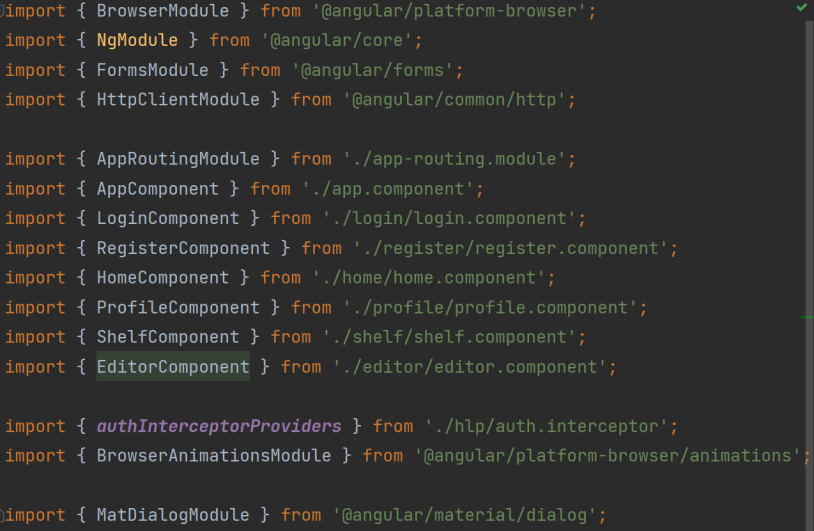 import { BrowserModule } from '@angular/platform-browser';
import { NgModule } from '@angular/core';
import { FormsModule } from '@angular/forms';
import { HttpClientModule } from '@angular/common/http';
import { AppRoutingModule } from './app-routing.module';
import { AppComponent } from './app.component';
import { LoginComponent } from './login/login.component';
import { RegisterComponent } from './register/register.component';
import { HomeComponent } from './home/home.component';
import { ProfileComponent } from './profile/profile.component';
import { ShelfComponent } from './shelf/shelf.component';
import { EditorComponent } from './editor/editor.component';
import { authInterceptorProviders } from './hlp/auth.interceptor';
import { BrowserAnimationsModule } from '@angular/platform-browser/animations';
import { MatDialogModule } from '@angular/material/dialog';